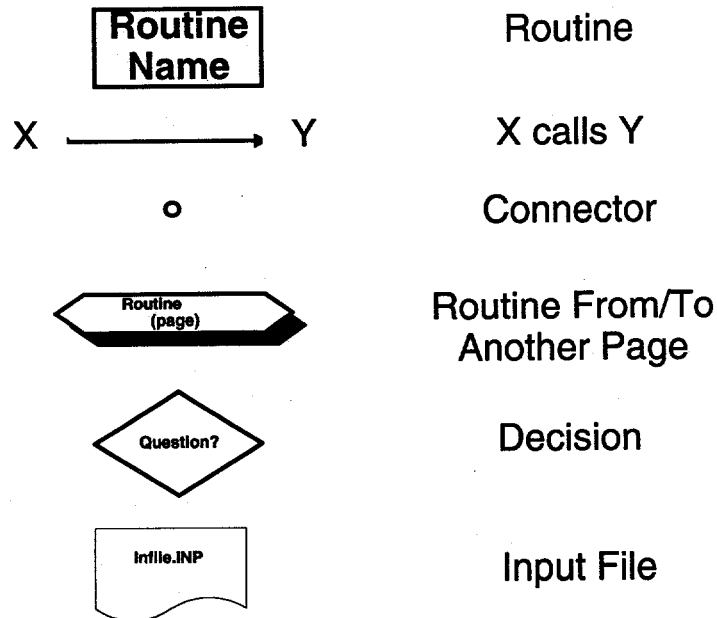 Routine
Name
Routine
X
Y
X calls Y
Connector
Routine
(page)
Routine From/To
Another Page
Question?
Decision
Infile.INP
Input File